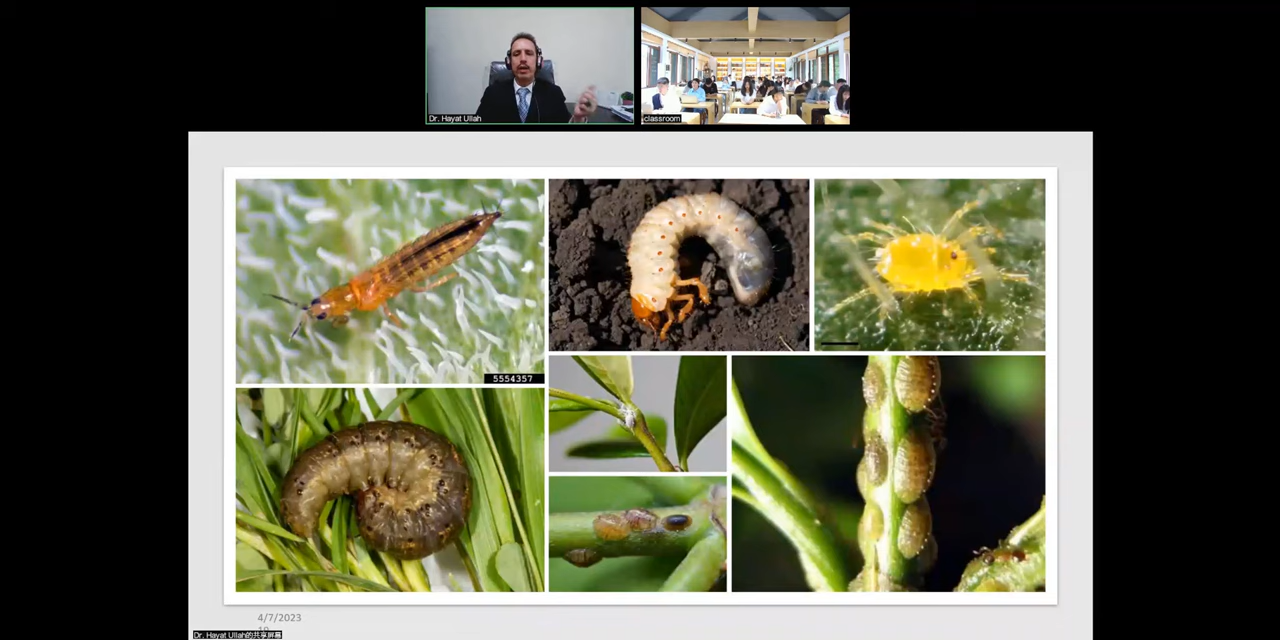 Dr. Hayat Ullah
classroom
5554357
4/7/2023
19
Dr. Hayat Ullah的共享屏幕